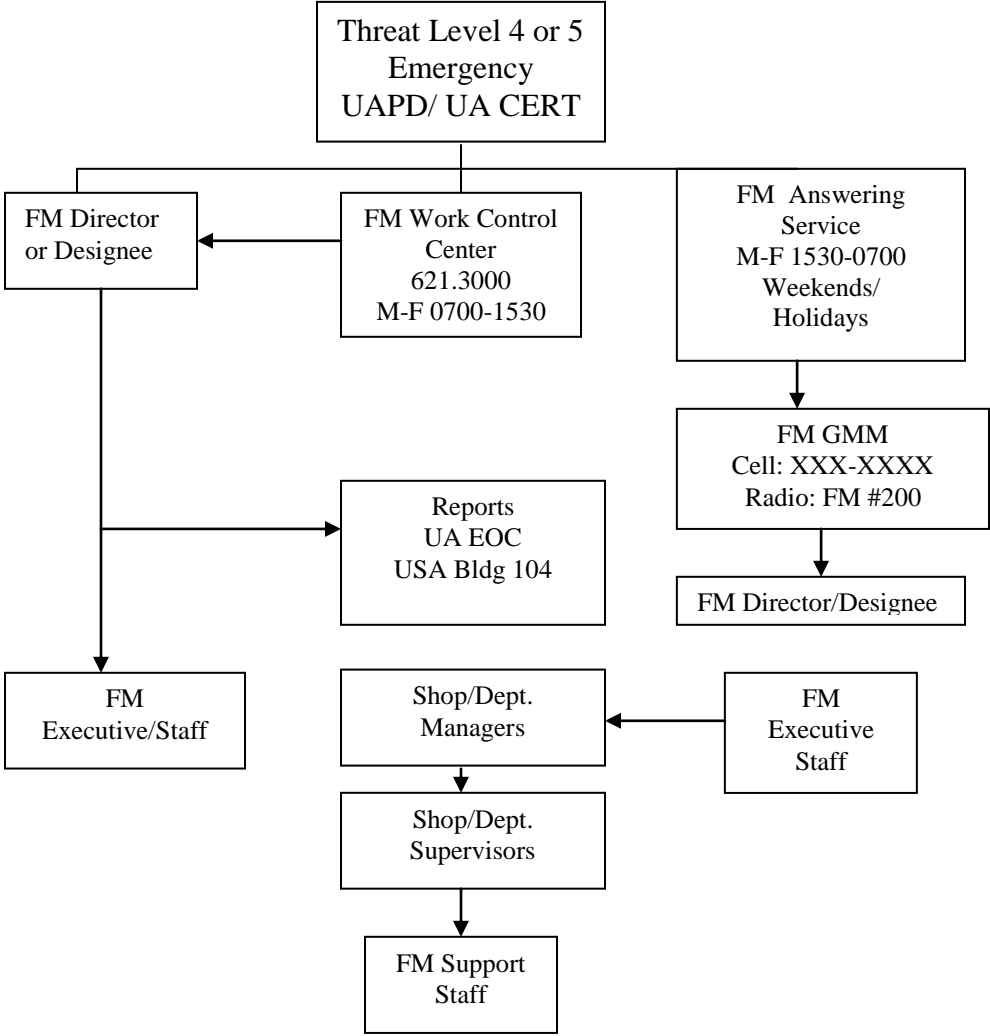 Threat Level 4 or 5
Emergency
UAPD/ UA CERT
FM Director
or Designee
FM Work Control
Center
621.3000
M-F 0700-1530
FM  Answering
Service
M-F 1530-0700
Weekends/
Holidays
FM GMM
Cell: XXX-XXXX
Radio: FM #200
Reports
UA EOC
USA Bldg 104
FM Director/Designee
FM
Executive/Staff
Shop/Dept.
Managers
FM
Executive
Staff
Shop/Dept.
Supervisors
FM Support
Staff